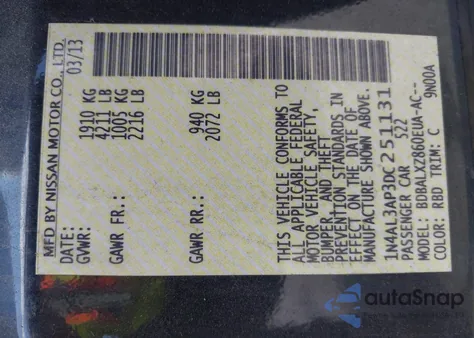 MFD BY NISSAN MOTOR CO., LTD.
DATE: 03/13
GVWR: 1910 KG
4211 LB
GAWR FR.: 1005 KG
2216 LB
GAWR RR.: 940 KG
2072 LB
THIS VEHICLE CONFORMS TO
ALL APPLICABLE FEDERAL
MOTOR VEHICLE SAFETY,
BUMPER, AND THEFT
PREVENTION STANDARDS IN
EFFECT ON THE DATE OF
MANUFACTURE SHOWN ABOVE.
1N4AL3AP3DC251131
PASSENGER CAR S22
MODEL: BDBALXZ860EUA-AC--
COLOR: RBD TRIM: C 9N00A
autaSnap